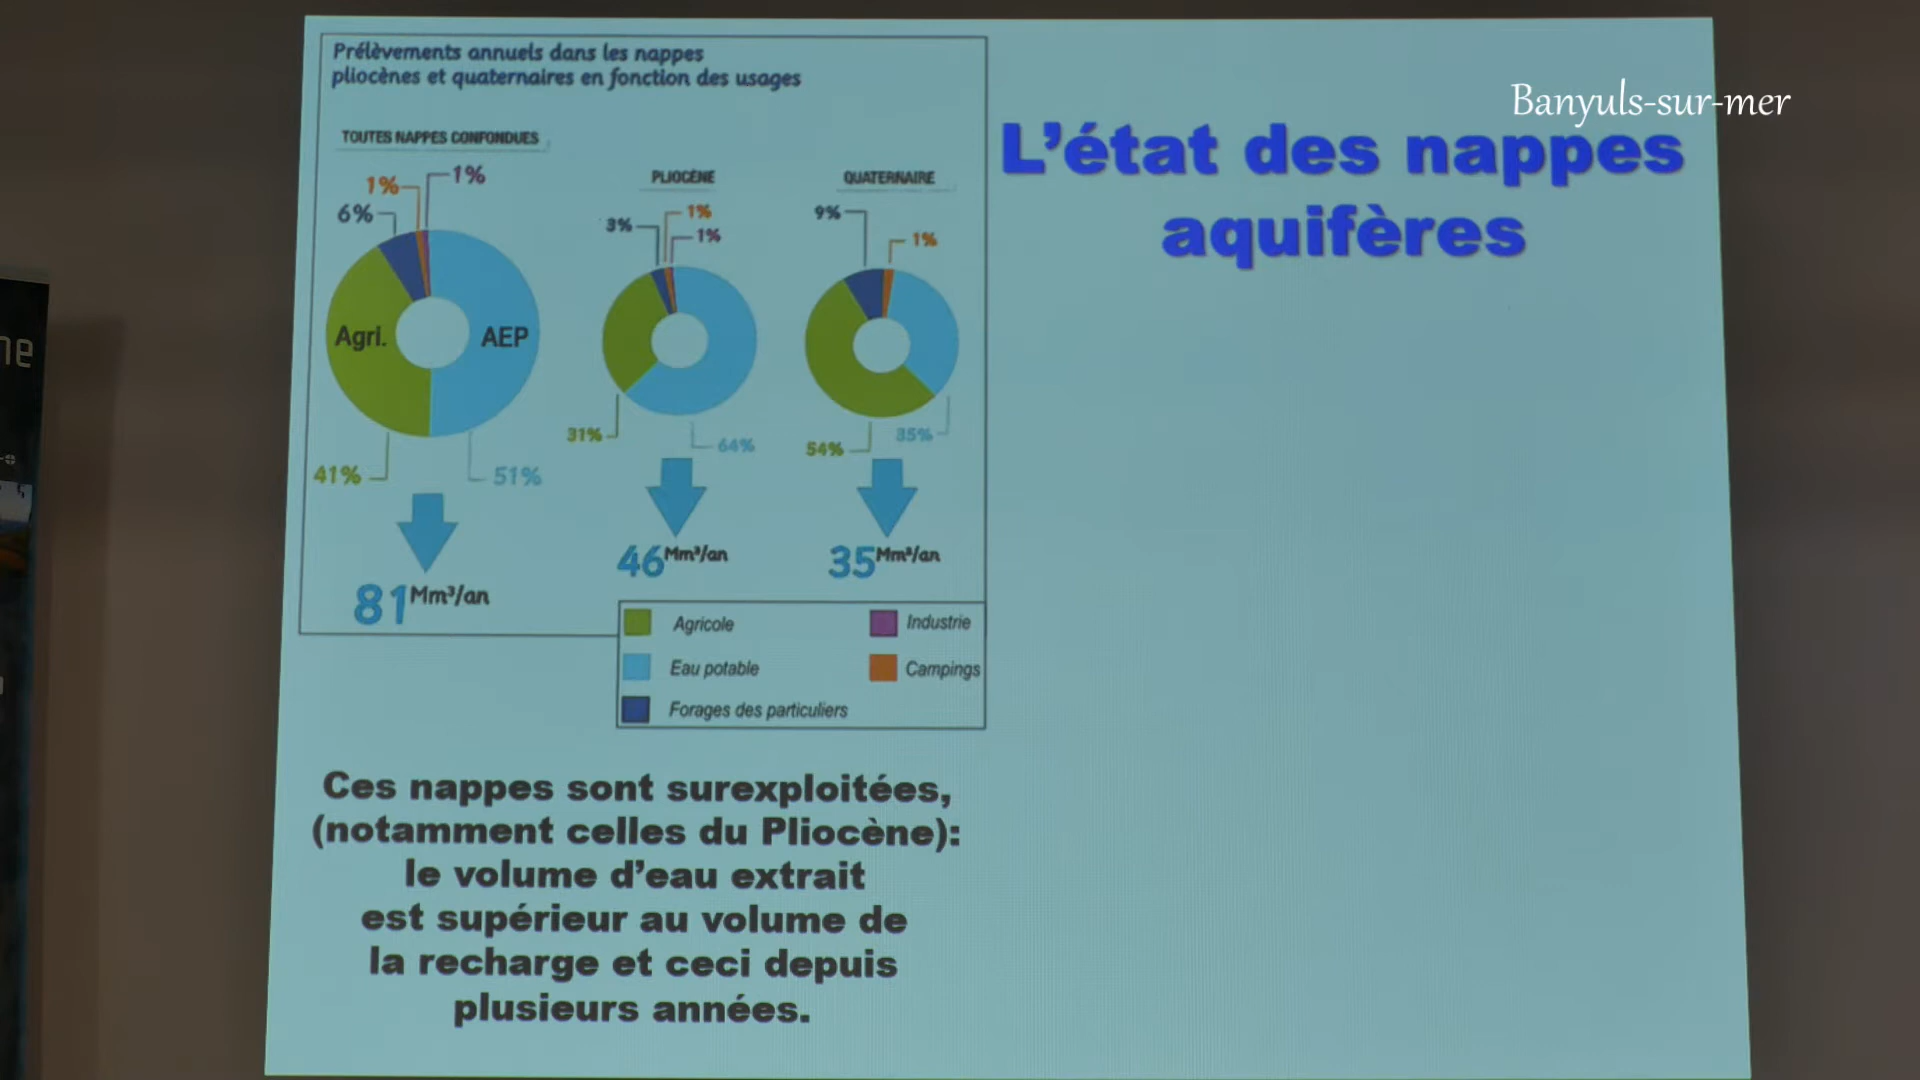 Prélèvements annuels dans les nappes
pliocènes et quaternaires en fonction des usages
TOUTES NAPPES CONFONDUES
1%
1%
6%
Agri.
AEP
41%
51%
81 Mm³/an
PLIOCÈNE
3%
1%
1%
31%
64%
46 Mm³/an
QUATERNAIRE
9%
1%
54%
35%
35 Mm³/an
Agricole
Industrie
Eau potable
Campings
Forages des particuliers
Banyuls-sur-mer
L'état des nappes
aquifères
Ces nappes sont surexploitées,
(notamment celles du Pliocène):
le volume d'eau extrait
est supérieur au volume de
la recharge et ceci depuis
plusieurs années.